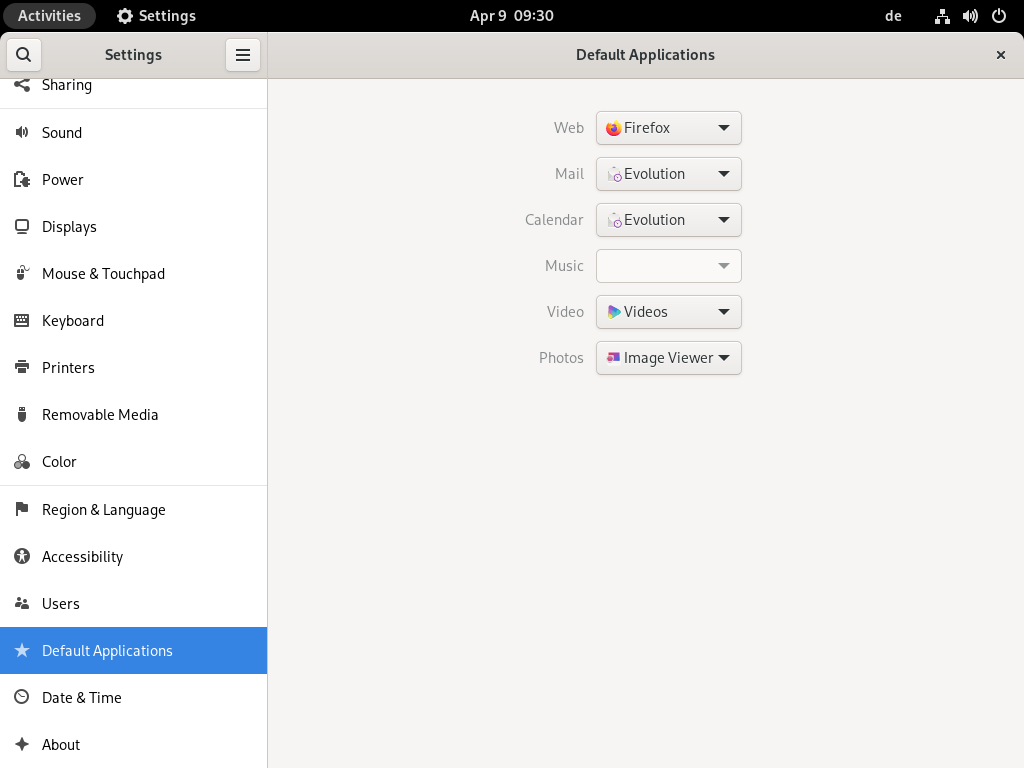 Activities
Settings
Apr 9 09:30
de
Settings
Default Applications
Sharing
Sound
Power
Displays
Mouse & Touchpad
Keyboard
Printers
Removable Media
Color
Region & Language
Accessibility
Users
Default Applications
Date & Time
About
Web
Firefox
Mail
Evolution
Calendar
Evolution
Music
Video
Videos
Photos
Image Viewer